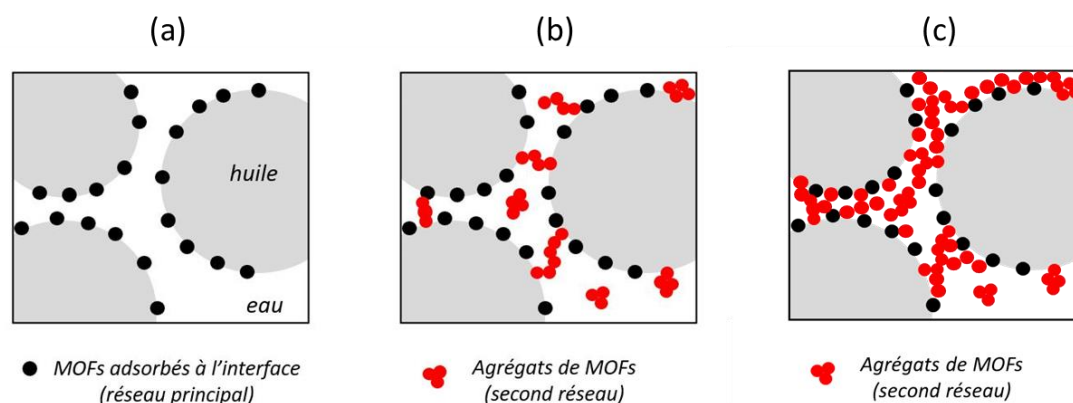 (a)
(b)
(c)
huile
eau
MOFs adsorbés à l'interface
(réseau principal)
Agrégats de MOFs
(second réseau)
Agrégats de MOFs
(second réseau)